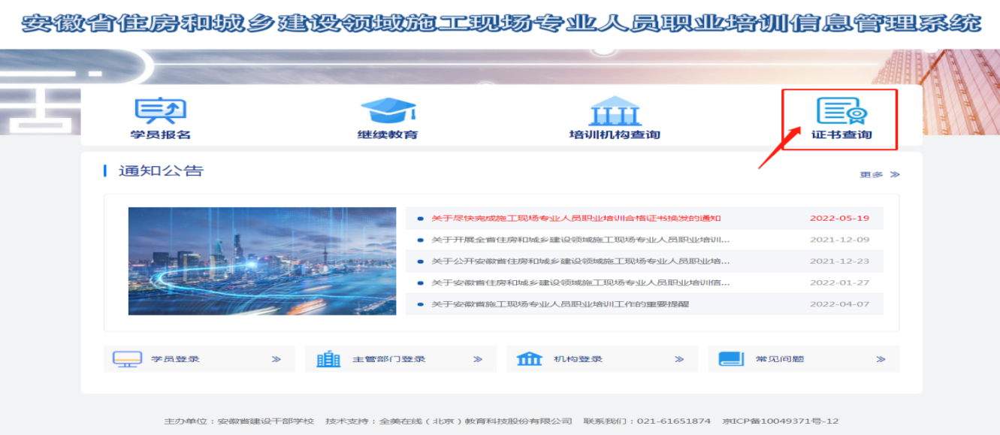 安徽省住房和城乡建设领域施工现场专业人员职业培训信息管理系统
学员报名 继续教育 培训机构查询 证书查询
通知公告
更多
关于尽快完成施工现场专业人员职业培训合格证书换发的通知 2022-05-19
关于开展全省住房和城乡建设领域施工现场专业人员职业培训... 2021-12-09
关于公开安徽省住房和城乡建设领域施工现场专业人员职业培... 2021-12-23
关于安徽省住房和城乡建设领域施工现场专业人员职业培训信... 2022-01-27
关于安徽省施工现场专业人员职业培训工作的重要提醒 2022-04-07
学员登录 主管部门登录 机构登录 常见问题
主办单位：安徽省建设干部学校 技术支持：全美在线（北京）教育科技股份有限公司 联系我们：021-61651874 京ICP备10049371号-12